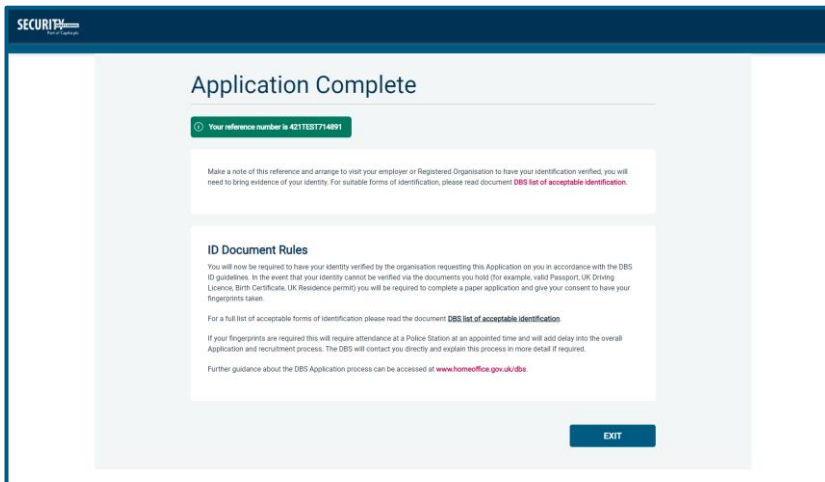 SECURITY
Part of Capita plc
Application Complete
Your reference number is 421TEST714891
Make a note of this reference and arrange to visit your employer or Registered Organisation to have your identification verified, you will
need to bring evidence of your identity. For suitable forms of identification, please read document DBS list of acceptable identification.
ID Document Rules
You will now be required to have your identity verified by the organisation requesting this Application on you in accordance with the DBS
ID guidelines. In the event that your identity cannot be verified via the documents you hold (for example, valid Passport, UK Driving
Licence, Birth Certificate, UK Residence permit) you will be required to complete a paper application and give your consent to have your
fingerprints taken.
For a full list of acceptable forms of identification please read the document DBS list of acceptable identification.
If your fingerprints are required this will require attendance at a Police Station at an appointed time and will add delay into the overall
Application and recruitment process. The DBS will contact you directly and explain this process in more detail if required.
Further guidance about the DBS Application process can be accessed at www.homeoffice.gov.uk/dbs.
EXIT